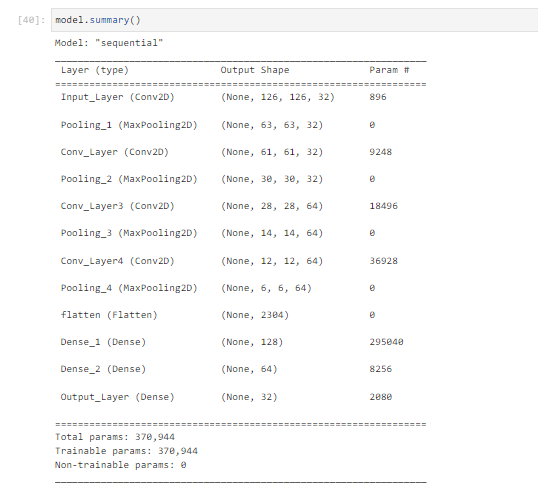 [40]: model.summary()
Model: "sequential"
_________________________________________________________________
Layer (type) Output Shape Param #
=================================================================
Input_Layer (Conv2D) (None, 126, 126, 32) 896
Pooling_1 (MaxPooling2D) (None, 63, 63, 32) 0
Conv_Layer (Conv2D) (None, 61, 61, 32) 9248
Pooling_2 (MaxPooling2D) (None, 30, 30, 32) 0
Conv_Layer3 (Conv2D) (None, 28, 28, 64) 18496
Pooling_3 (MaxPooling2D) (None, 14, 14, 64) 0
Conv_Layer4 (Conv2D) (None, 12, 12, 64) 36928
Pooling_4 (MaxPooling2D) (None, 6, 6, 64) 0
flatten (Flatten) (None, 2304) 0
Dense_1 (Dense) (None, 128) 295040
Dense_2 (Dense) (None, 64) 8256
Output_Layer (Dense) (None, 32) 2080
=================================================================
Total params: 370,944
Trainable params: 370,944
Non-trainable params: 0
_________________________________________________________________